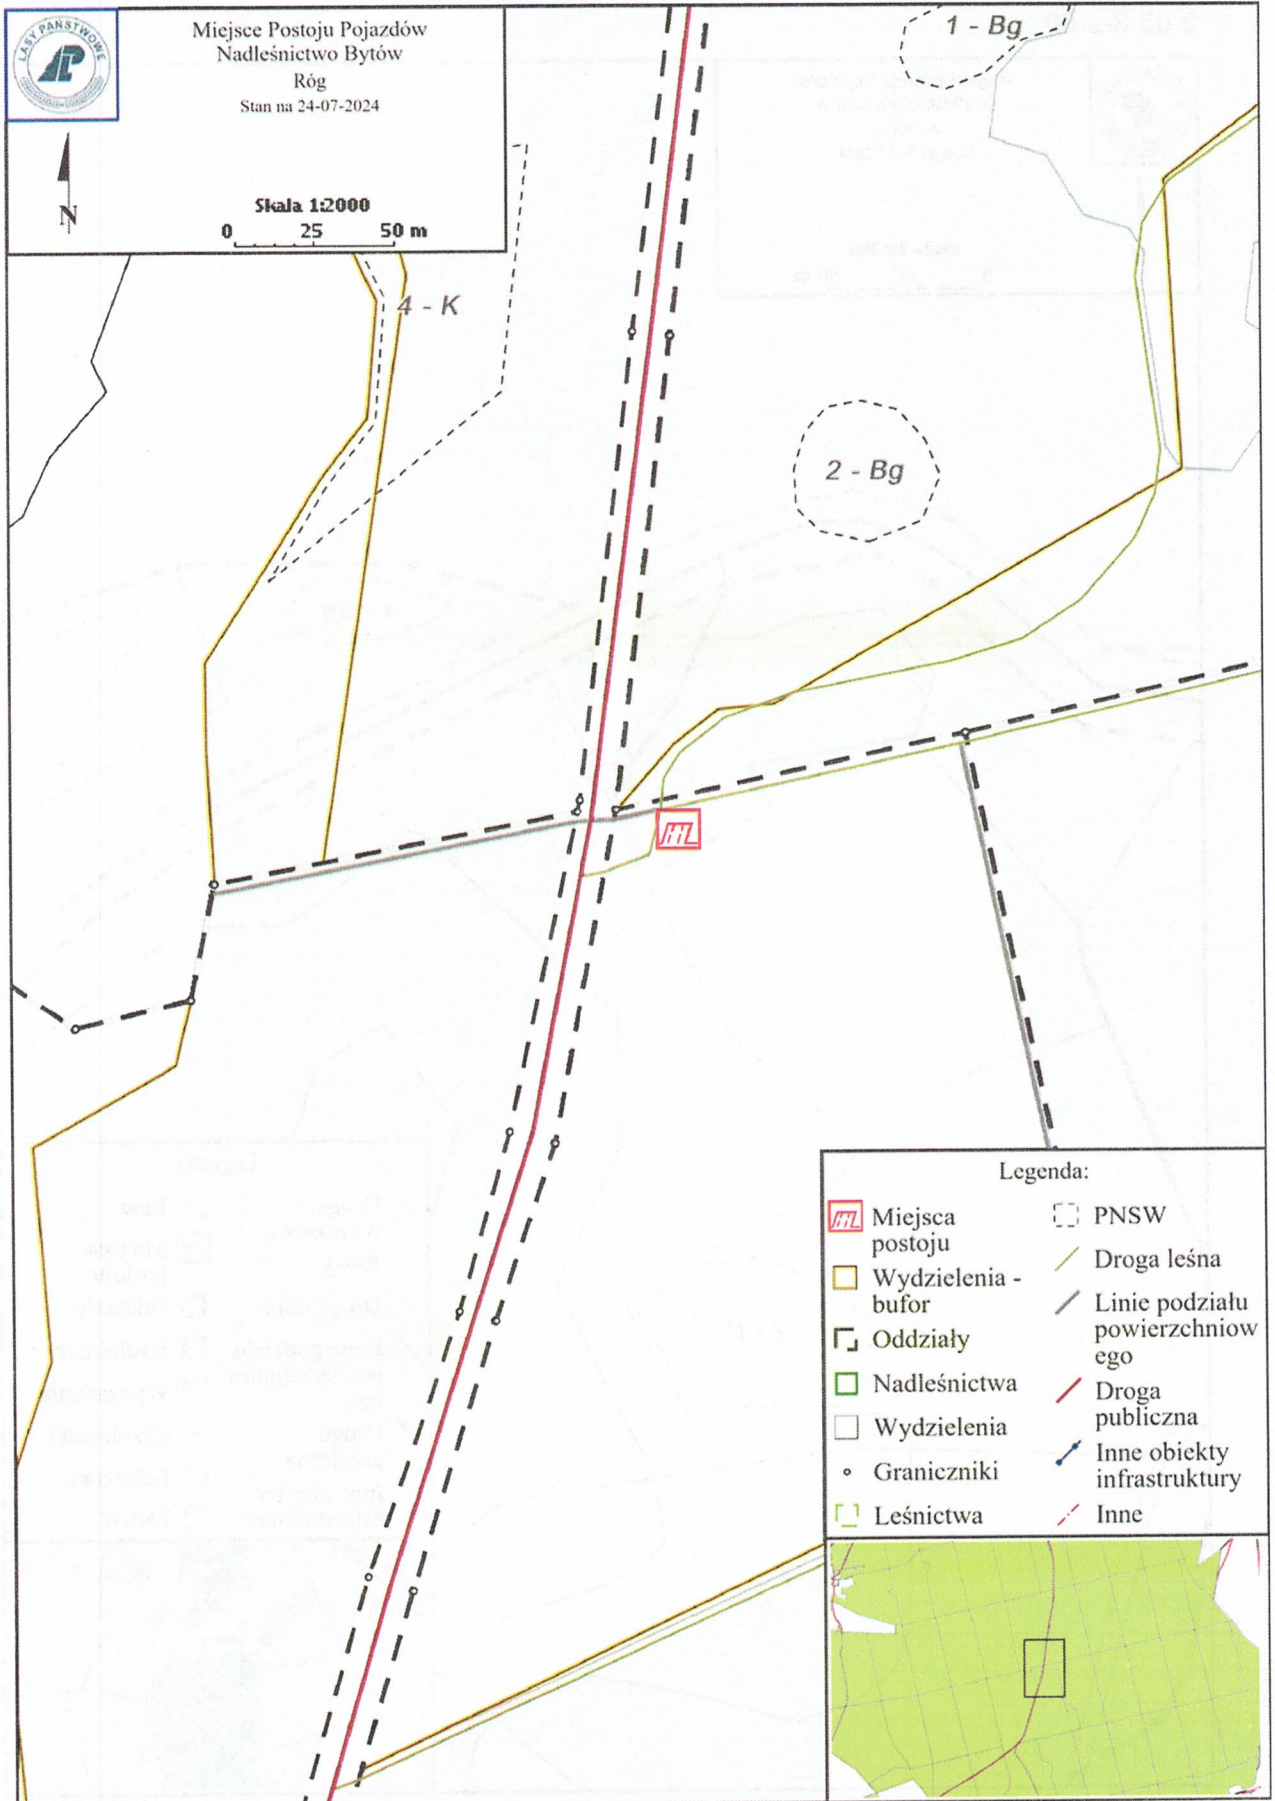 LASY PAŃSTWOWE
Miejsce Postoju Pojazdów
Nadleśnictwo Bytów
Róg
Stan na 24-07-2024
N
Skala 1:2000
0 25 50 m
1 - Bg
4 - K
2 - Bg
Legenda:
Miejsca
postoju
Wydzielenia -
bufor
Oddziały
Nadleśnictwa
Wydzielenia
Graniczniki
Leśnictwa
PNSW
Droga leśna
Linie podziału
powierzchniow
ego
Droga
publiczna
Inne obiekty
infrastruktury
Inne